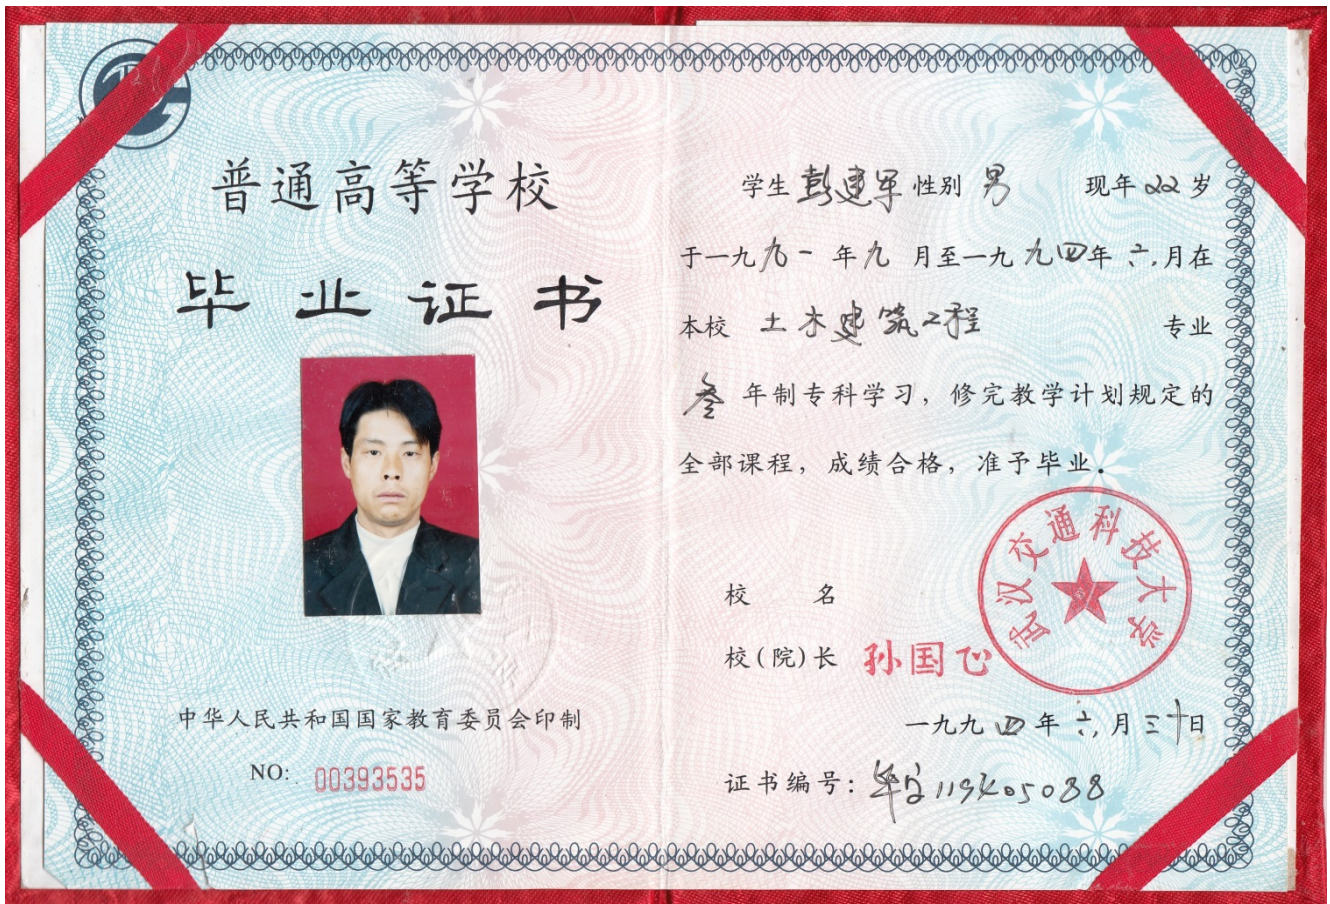 普通高等学校
毕业证书
中华人民共和国国家教育委员会印制
NO: 00393535
学生 彭建军 性别 男 现年 22 岁
于一九九一年九月至一九九四年六月在
本校 土木建筑工程 专业
叁年制专科学习，修完教学计划规定的
全部课程，成绩合格，准予毕业。
武汉交通科技大学
校名
校(院)长 孙国正
一九九四年六月三十日
证书编号: 毕字119405088